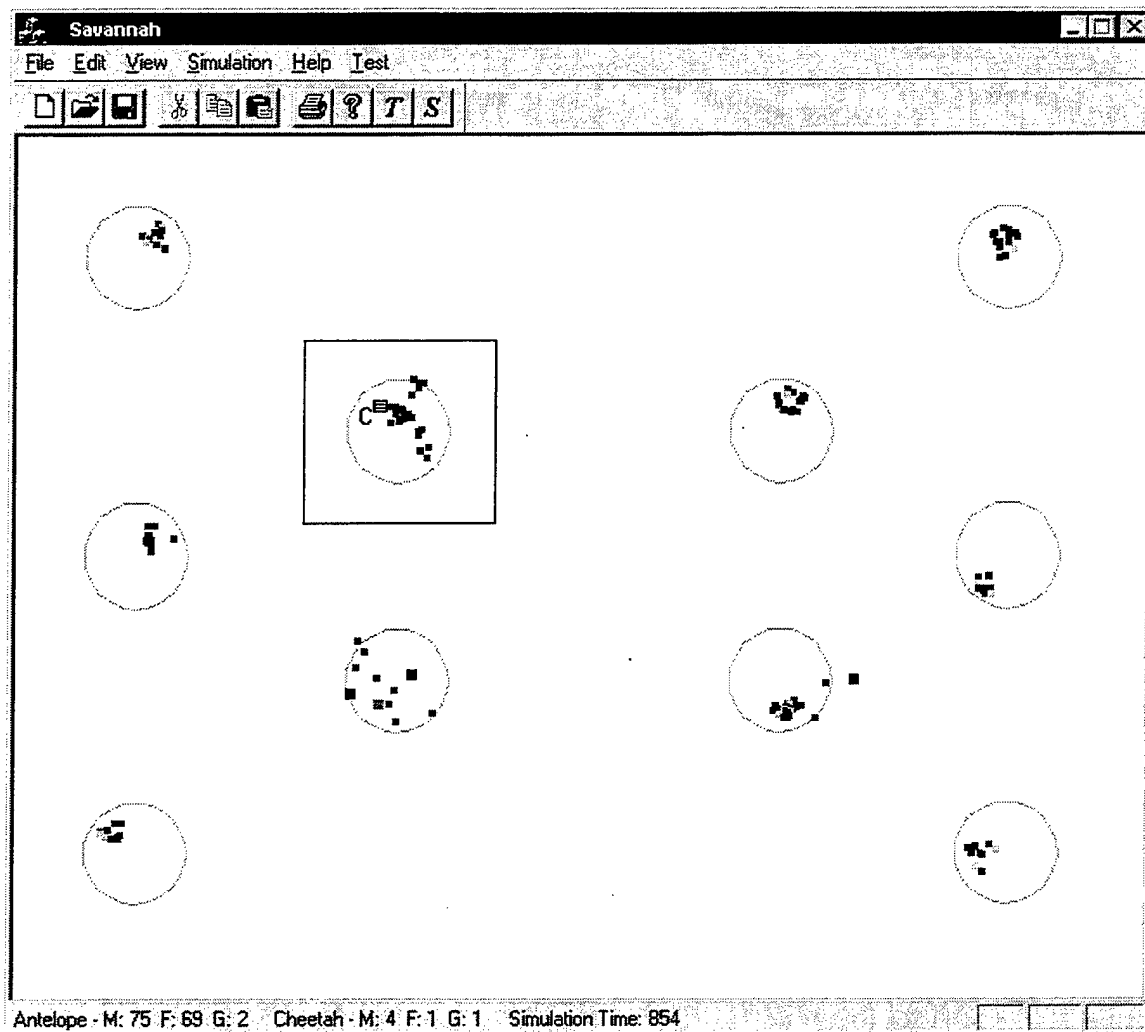 Savannah
File Edit View Simulation Help Test
? T S
C
Antelope - M: 75 F: 69 G: 2 Cheetah - M: 4 F: 1 G: 1 Simulation Time: 854